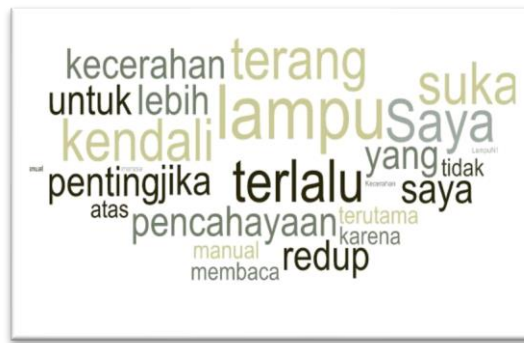 kecerahan terang
suka
untuk lebih lampu Saya
kendali
yang tidak
pentingjika terlalu saya
Kecerahan
atas pencahayaan terutama
karena
manual redup
membaca